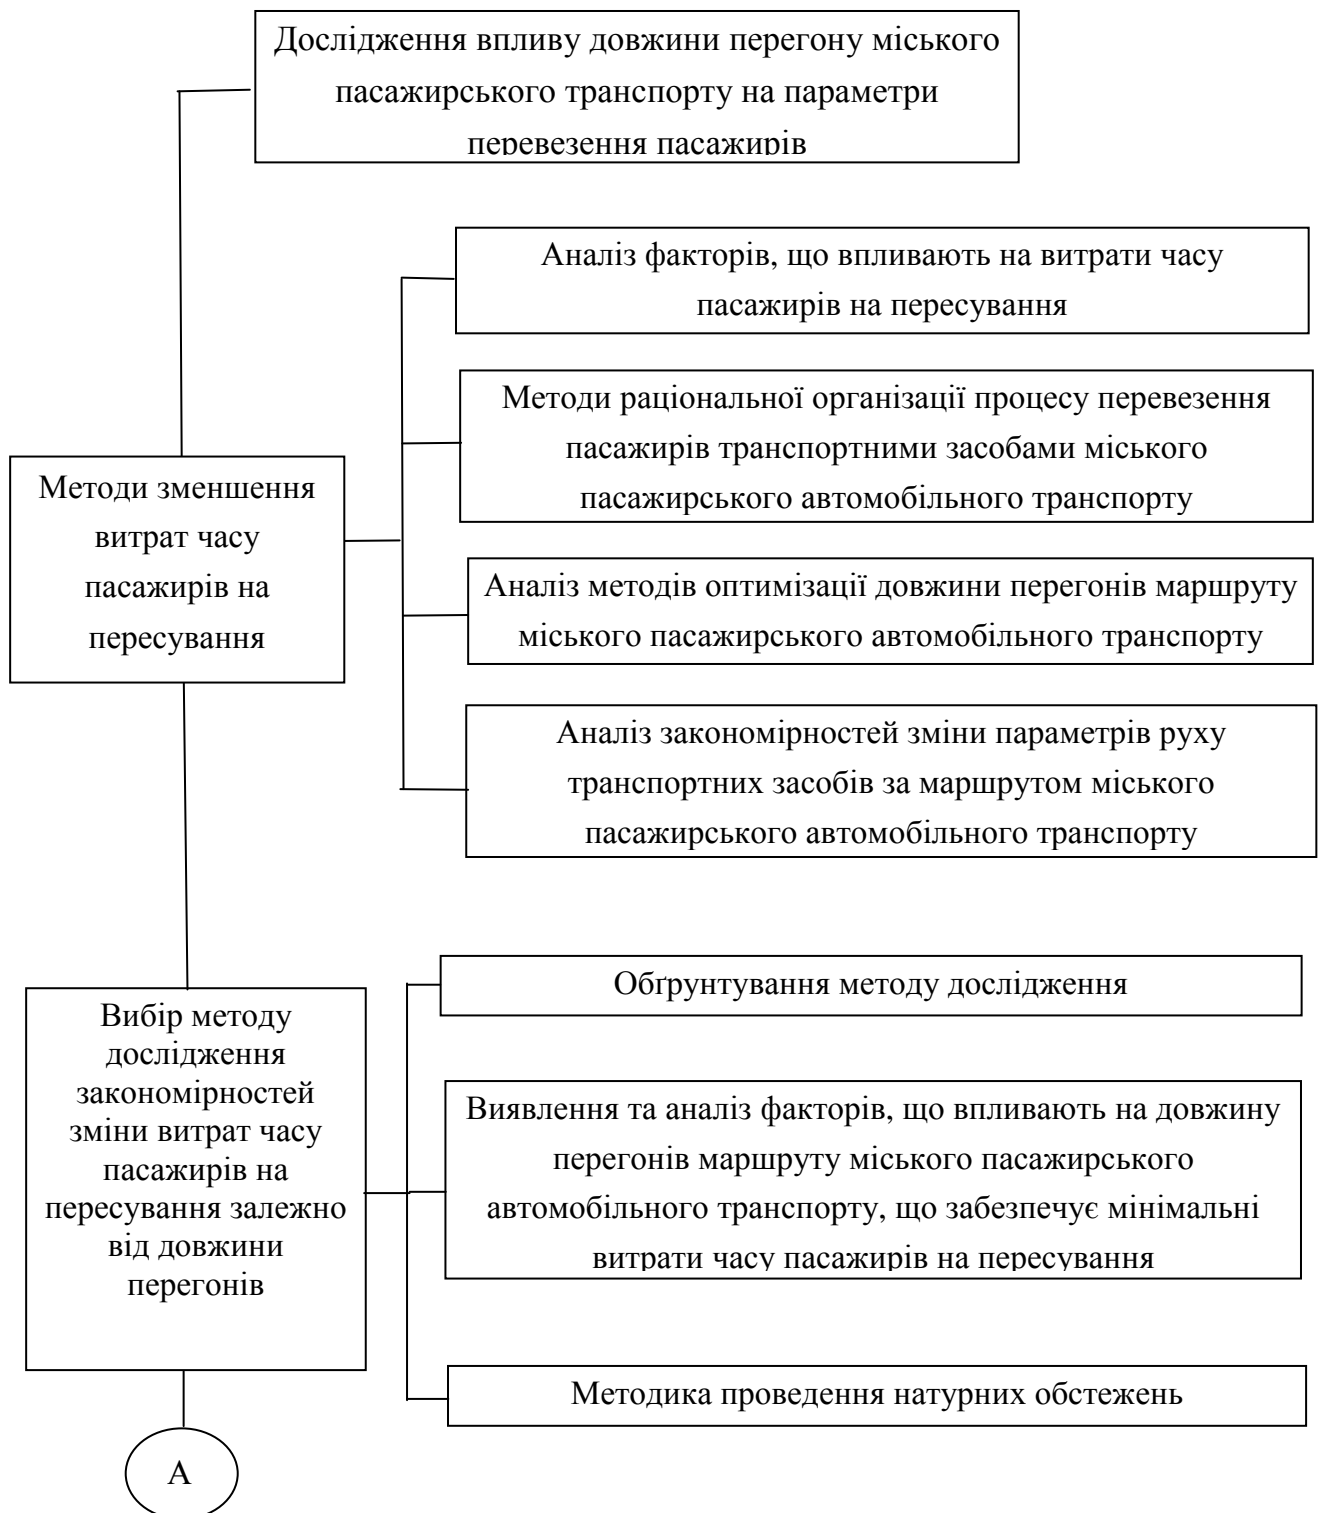 Дослідження впливу довжини перегону міського
пасажирського транспорту на параметри
перевезення пасажирів
Аналіз факторів, що впливають на витрати часу
пасажирів на пересування
Методи раціональної організації процесу перевезення
пасажирів транспортними засобами міського
пасажирського автомобільного транспорту
Методи зменшення
витрат часу
пасажирів на
пересування
Аналіз методів оптимізації довжини перегонів маршруту
міського пасажирського автомобільного транспорту
Аналіз закономірностей зміни параметрів руху
транспортних засобів за маршрутом міського
пасажирського автомобільного транспорту
Обґрунтування методу дослідження
Вибір методу
дослідження
закономірностей
зміни витрат часу
пасажирів на
пересування залежно
від довжини
перегонів
Виявлення та аналіз факторів, що впливають на довжину
перегонів маршруту міського пасажирського
автомобільного транспорту, що забезпечує мінімальні
витрати часу пасажирів на пересування
Методика проведення натурних обстежень
А